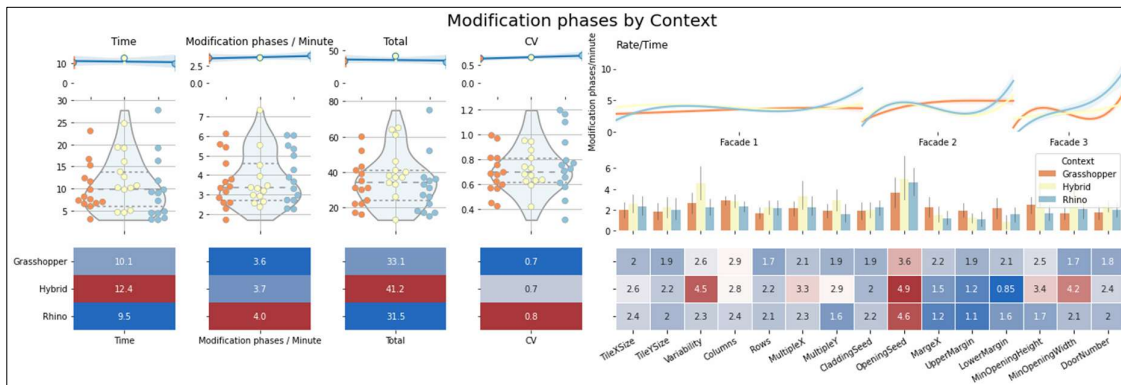 Modification phases by Context
Time
Modification phases / Minute
Total
CV
Rate/Time
10
0
2.5
0.0
50
0
0.5
0.0
Modification phases/minute
10
5
0
Facade 1
Facade 2
Facade 3
30
25
20
15
10
5
7
6
5
4
3
2
80
60
40
20
1.2
1.0
0.8
0.6
0.4
6
4
2
0
Context
Grasshopper
Hybrid
Rhino
Grasshopper 10.1 3.6 33.1 0.7 2 1.9 2.6 2.9 1.7 2.1 1.9 1.9 3.6 2.2 1.9 2.1 2.5 1.7 1.8
Hybrid 12.4 3.7 41.2 0.7 2.6 2.2 4.5 2.8 2.2 3.3 2.9 2 4.9 1.5 1.2 0.85 3.4 4.2 2.4
Rhino 9.5 4.0 31.5 0.8 2.4 2 2.3 2.4 2.1 2.3 1.6 2.2 4.6 1.2 1.1 1.6 1.7 2.1 2
Time
Modification phases / Minute
Total
CV
TileXSize
TileYSize
Variability
Columns
Rows
MultipleX
MultipleY
CladdingSeed
OpeningSeed
MargeX
UpperMargin
LowerMargin
MinOpeningHeight
MinOpeningWidth
DoorNumber